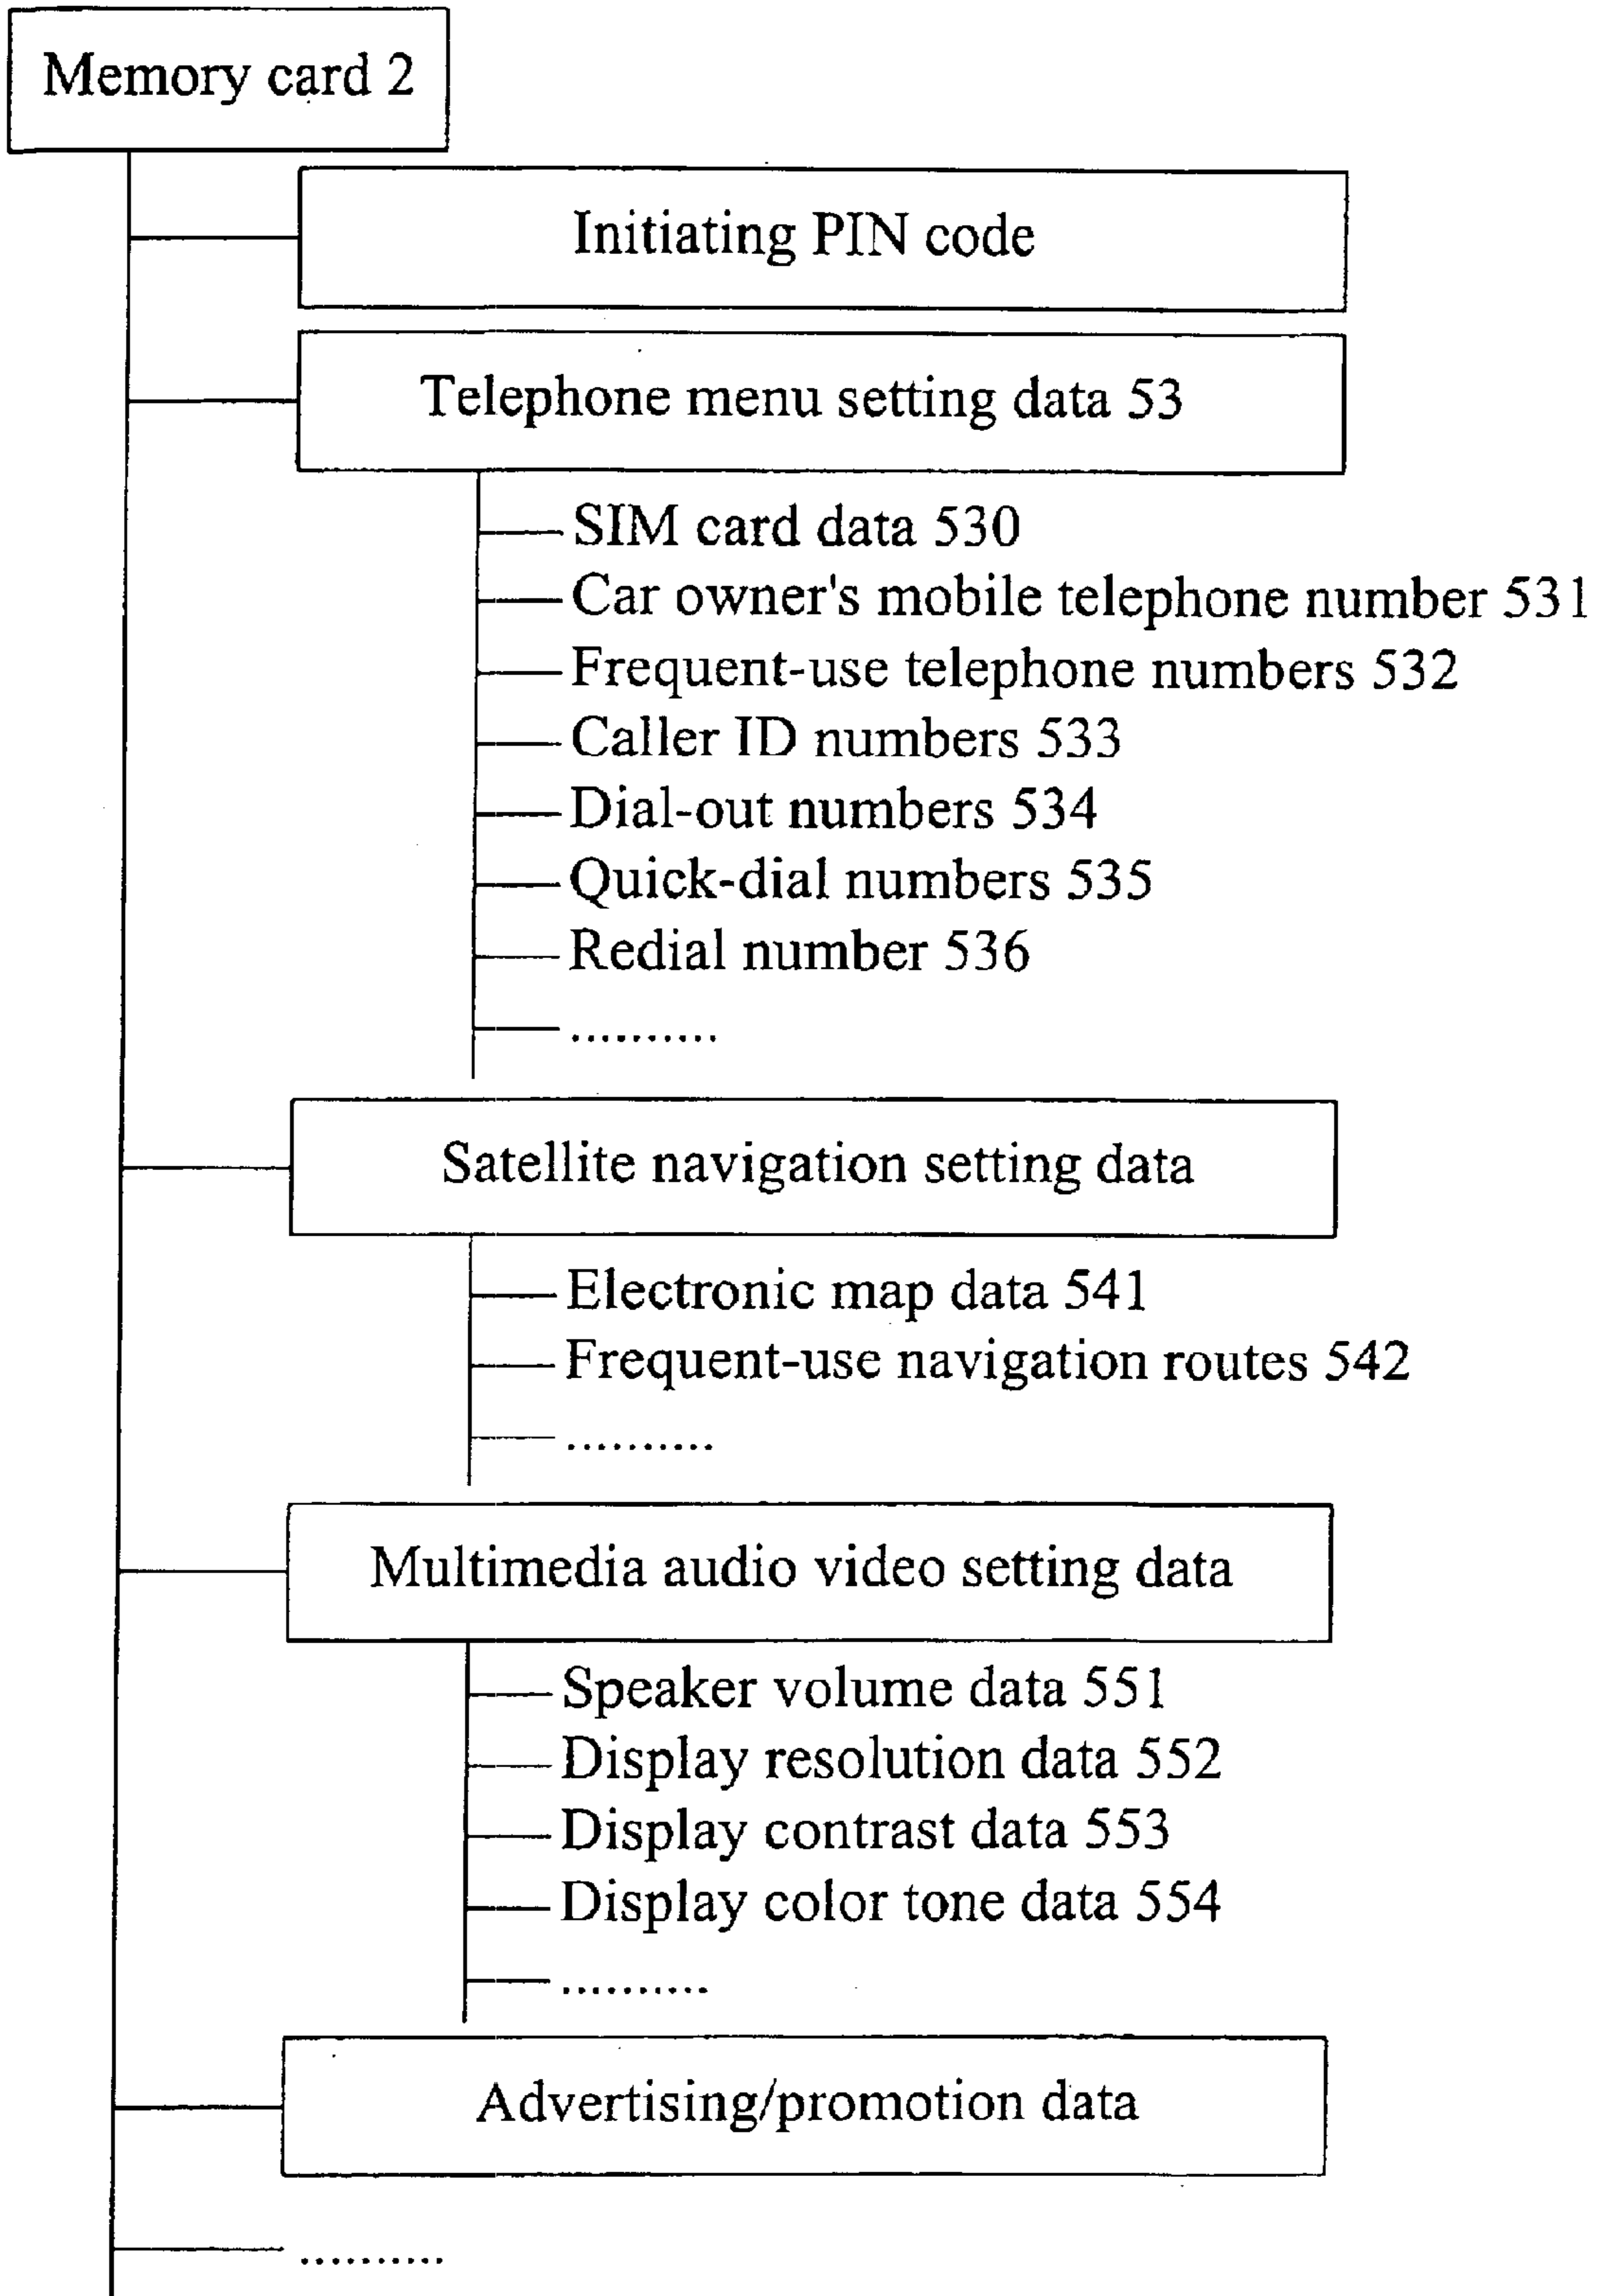 Memory card 2
Initiating PIN code
Telephone menu setting data 53
SIM card data 530
Car owner's mobile telephone number 531
Frequent-use telephone numbers 532
Caller ID numbers 533
Dial-out numbers 534
Quick-dial numbers 535
Redial number 536
..........
Satellite navigation setting data
Electronic map data 541
Frequent-use navigation routes 542
..........
Multimedia audio video setting data
Speaker volume data 551
Display resolution data 552
Display contrast data 553
Display color tone data 554
..........
Advertising/promotion data
..........